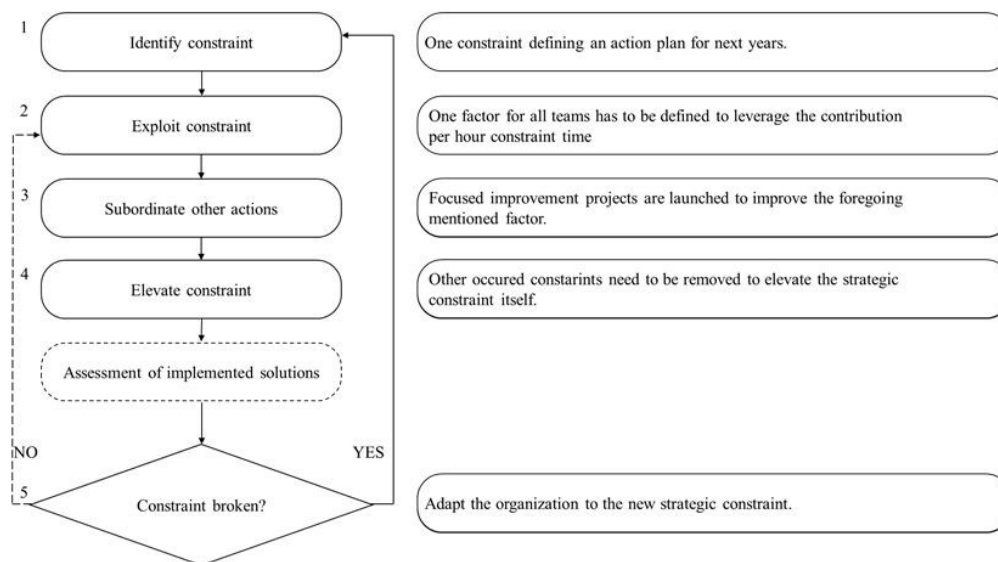 1
Identify constraint
One constraint defining an action plan for next years.
2
Exploit constraint
One factor for all teams has to be defined to leverage the contribution
per hour constraint time
3
Subordinate other actions
Focused improvement projects are launched to improve the foregoing
mentioned factor.
4
Elevate constraint
Other occured constarints need to be removed to elevate the strategic
constraint itself.
Assessment of implemented solutions
NO
YES
5
Constraint broken?
Adapt the organization to the new strategic constraint.